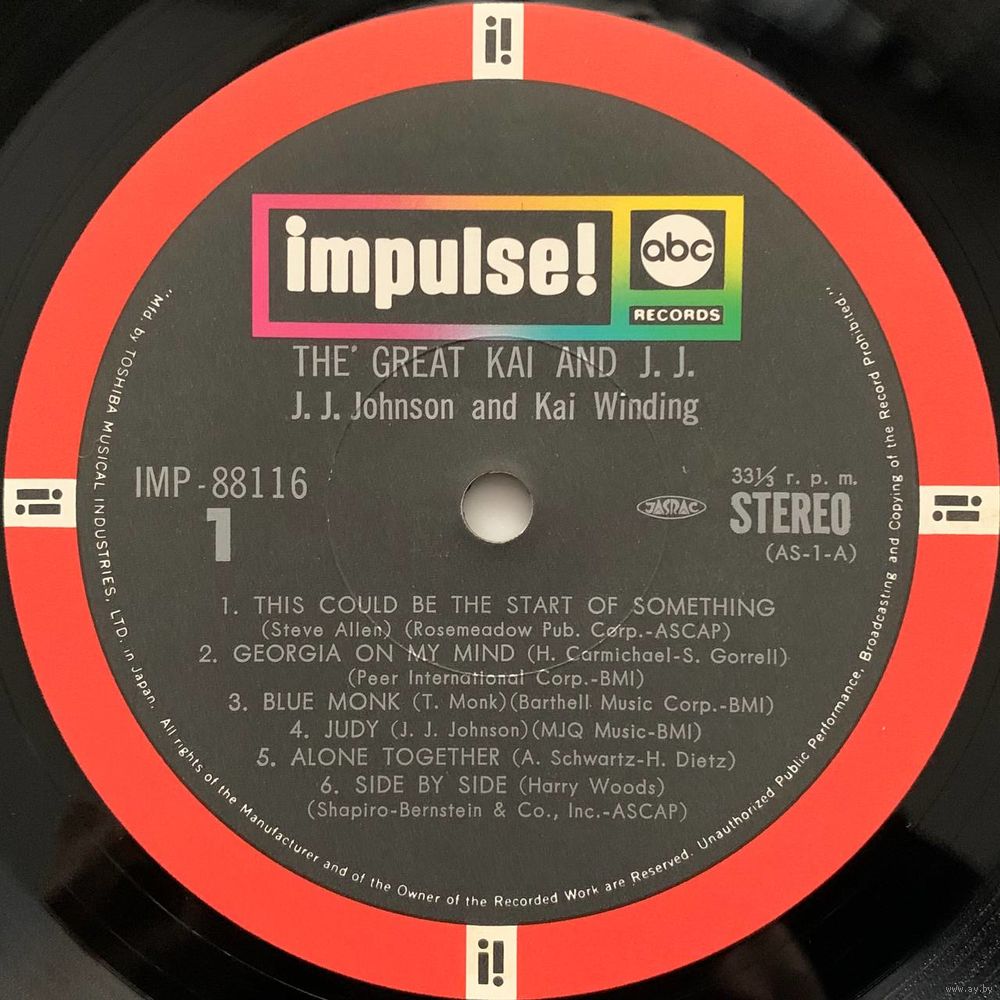 i!
impulse!
abc
RECORDS
THE GREAT KAI AND J. J.
J. J. Johnson and Kai Winding
IMP-88116
1
JASRAC
33⅓ r. p. m.
STEREO
(AS-1-A)
i!
i!
1. THIS COULD BE THE START OF SOMETHING
(Steve Allen) (Rosemeadow Pub. Corp.-ASCAP)
2. GEORGIA ON MY MIND (H. Carmichael-S. Gorrell)
(Peer International Corp.-BMI)
3. BLUE MONK (T. Monk)(Barthell Music Corp.-BMI)
4. JUDY (J. J. Johnson)(MJQ Music-BMI)
5. ALONE TOGETHER (A. Schwartz-H. Dietz)
6. SIDE BY SIDE (Harry Woods)
(Shapiro-Bernstein & Co., Inc.-ASCAP)
"Mfd. by TOSHIBA MUSICAL INDUSTRIES, LTD. in Japan. All rights of the Manufacturer and of the Owner of the Recorded Work are Reserved. Unauthorized Public Performance, Broadcasting and Copying of the Record Prohibited."
i!
www.ay.by